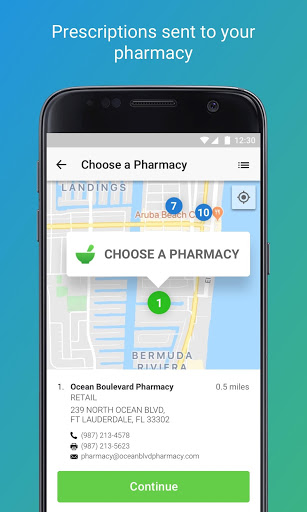 Prescriptions sent to your
pharmacy
12:30
Choose a Pharmacy
LANDINGS
7
Aruba Beach C
10
CHOOSE A PHARMACY
1
BERMUDA
RIVIERA
1. Ocean Boulevard Pharmacy 0.5 miles
RETAIL
239 NORTH OCEAN BLVD,
FT LAUDERDALE, FL 33302
(987) 213-4578
(987) 213-5623
pharmacy@oceanblvdpharmacy.com
Continue